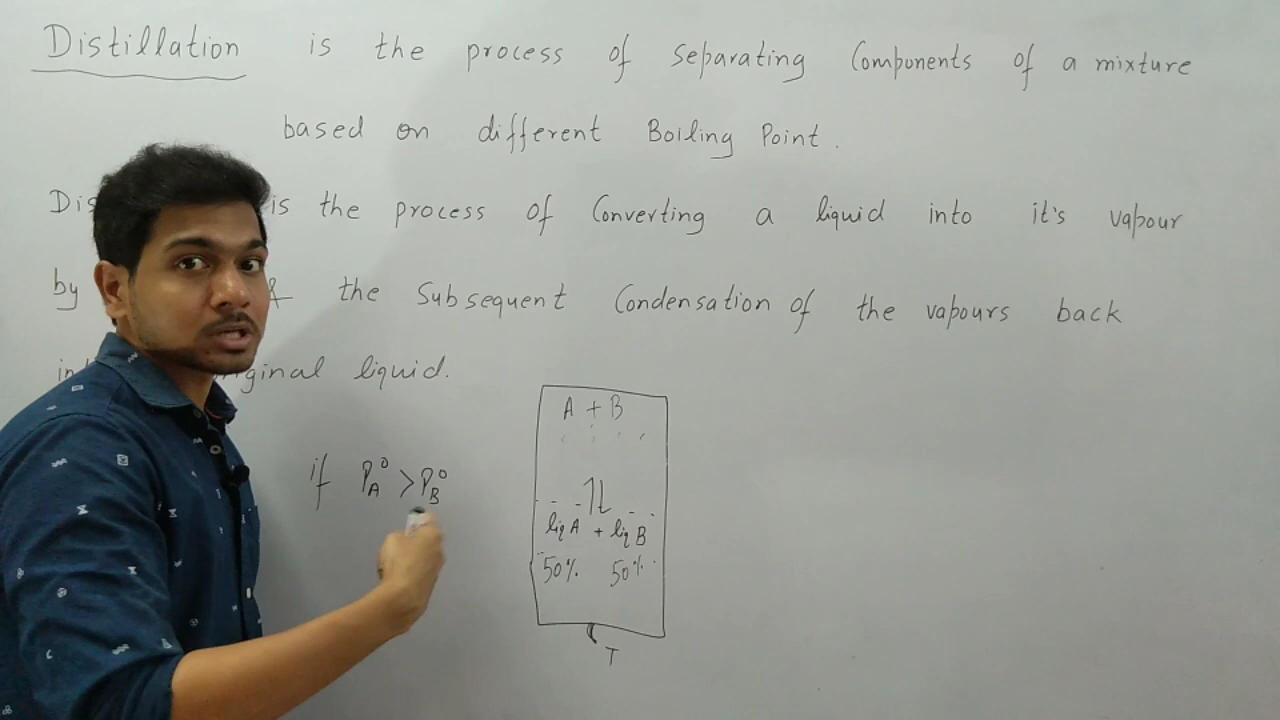 Distillation is the process of separating Components of a mixture
based on different Boiling Point.
Dis is the process of Converting a liquid into it's vapour
by & the Subsequent Condensation of the vapours back
in ginal liquid.
A + B
if P°A > P°B
⇅
liq A + liq B
50% 50%
T